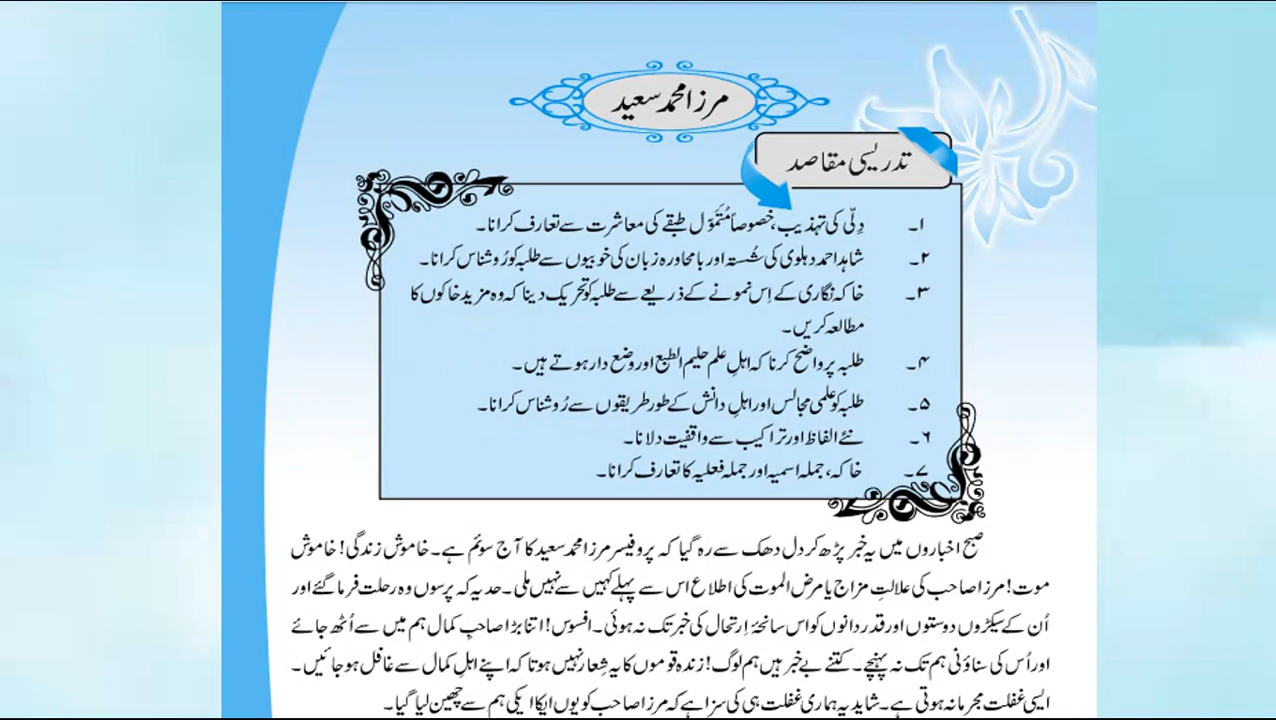 مرزا محمد سعید
تدریسی مقاصد
۱۔ دِلّی کی تہذیب، خصوصاً مُتَمَوِّل طبقے کی معاشرت سے تعارف کرانا۔
۲۔ شاہد احمد دہلوی کی شُستہ اور بامحاورہ زبان کی خوبیوں سے طلبہ کو رُوشناس کرانا۔
۳۔ خاکہ نگاری کے اِس نمونے کے ذریعے سے طلبہ کو تحریک دینا کہ وہ مزید خاکوں کا
مطالعہ کریں۔
۴۔ طلبہ پر واضح کرنا کہ اہلِ علم حلیم الطبع اور وضع دار ہوتے ہیں۔
۵۔ طلبہ کو علمی مجالس اور اہلِ دانش کے طور طریقوں سے رُوشناس کرانا۔
۶۔ نئے الفاظ اور تراکیب سے واقفیت دلانا۔
۷۔ خاکہ، جملہ اسمیہ اور جملہ فعلیہ کا تعارف کرانا۔
صبح اخباروں میں یہ خبر پڑھ کر دل دھک سے رہ گیا کہ پروفیسر مرزا محمد سعید کا آج سوئم ہے۔ خاموش زندگی! خاموش
موت! مرزا صاحب کی علالتِ مزاج یا مرض الموت کی اطلاع اس سے پہلے کہیں سے نہیں ملی۔ حد یہ کہ پرسوں وہ رحلت فرما گئے اور
اُن کے سیکڑوں دوستوں اور قدر دانوں کو اس سانحۂ اِرتحال کی خبر تک نہ ہوئی۔ افسوس! اتنا بڑا صاحبِ کمال ہم میں سے اُٹھ جائے
اور اُس کی سناؤنی ہم تک نہ پہنچے۔ کتنے بے خبر ہیں ہم لوگ! زندہ قوموں کا یہ شِعار نہیں ہوتا کہ اپنے اہلِ کمال سے غافل ہو جائیں۔
ایسی غفلت مجرمانہ ہوتی ہے۔ شاید یہ ہماری غفلت ہی کی سزا ہے کہ مرزا صاحب کو یوں ایکا ایکی ہم سے چھین لیا گیا۔